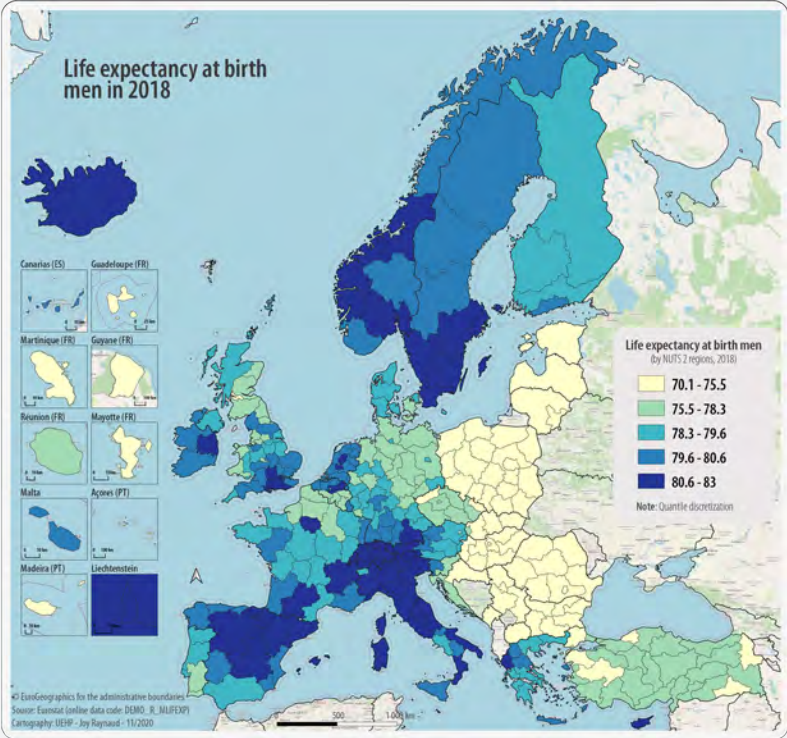 Life expectancy at birth
men in 2018
Canarias (ES)
Guadeloupe (FR)
Martinique (FR)
Guyane (FR)
Réunion (FR)
Mayotte (FR)
Malta
Açores (PT)
Madeira (PT)
Liechtenstein
Life expectancy at birth men
(by NUTS 2 regions, 2018)
70.1 - 75.5
75.5 - 78.3
78.3 - 79.6
79.6 - 80.6
80.6 - 83
Note: Quantile discretization
© EuroGeographics for the administrative boundaries
Source: Eurostat (online data code: DEMO_R_MLIFEXP)
Cartography: UEHP - Joy Raynaud - 11/2020
500
1 000 km